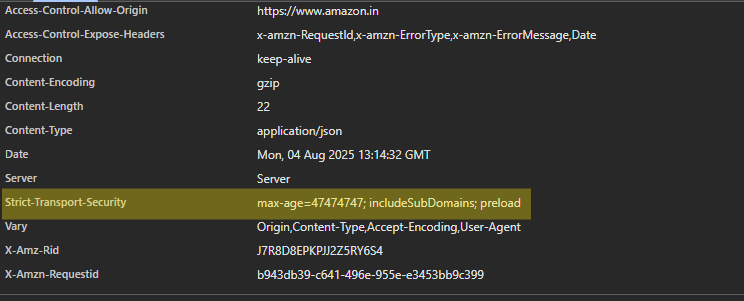 Access-Control-Allow-Origin https://www.amazon.in
Access-Control-Expose-Headers x-amzn-RequestId,x-amzn-ErrorType,x-amzn-ErrorMessage,Date
Connection keep-alive
Content-Encoding gzip
Content-Length 22
Content-Type application/json
Date Mon, 04 Aug 2025 13:14:32 GMT
Server Server
Strict-Transport-Security max-age=47474747; includeSubDomains; preload
Vary Origin,Content-Type,Accept-Encoding,User-Agent
X-Amz-Rid J7R8D8EPKPJJ2Z5RY6S4
X-Amzn-Requestid b943db39-c641-496e-955e-e3453bb9c399